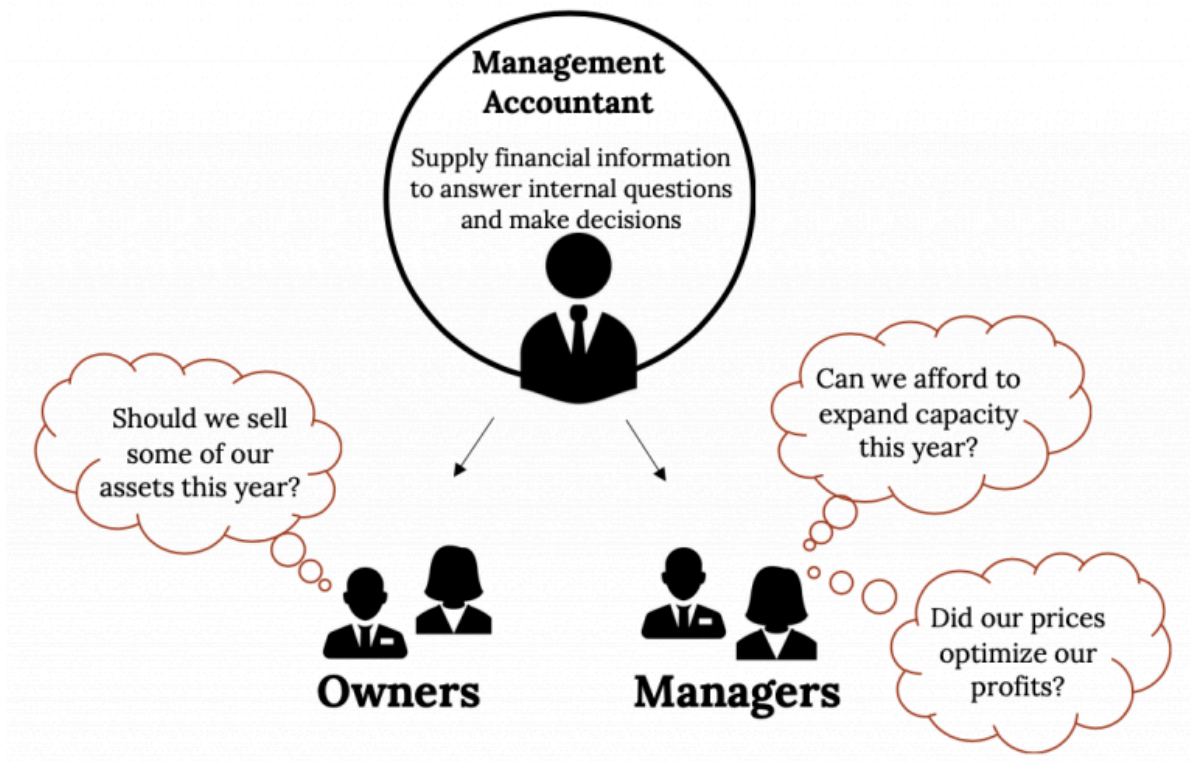 Management
Accountant
Supply financial information
to answer internal questions
and make decisions
Should we sell
some of our
assets this year?
Can we afford to
expand capacity
this year?
Did our prices
optimize our
profits?
Owners
Managers